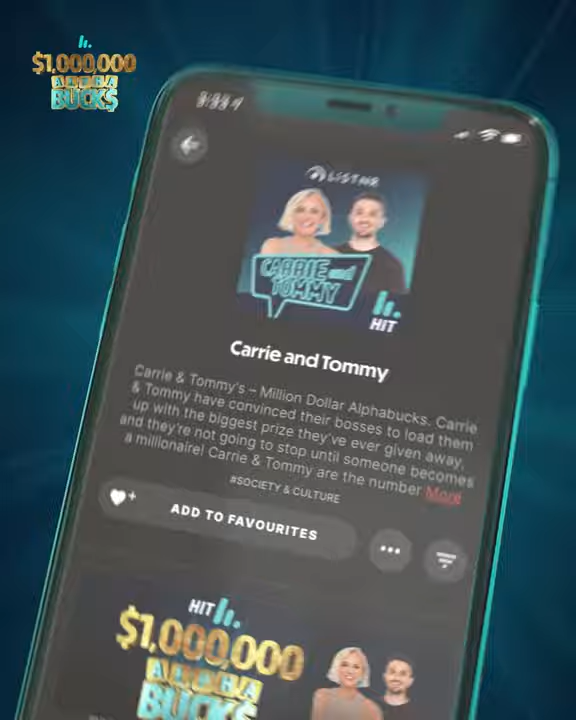 $1,000,000
ALPHA
BUCKS
LISTNR
CARRIE and
TOMMY
HIT
Carrie and Tommy
Carrie & Tommy's – Million Dollar Alphabucks. Carrie
& Tommy have convinced their bosses to load them
up with the biggest prize they've ever given away,
and they're not going to stop until someone becomes
a millionaire! Carrie & Tommy are the number More
#SOCIETY & CULTURE
ADD TO FAVOURITES
HIT
$1,000,000
ALPHA
BUCKS